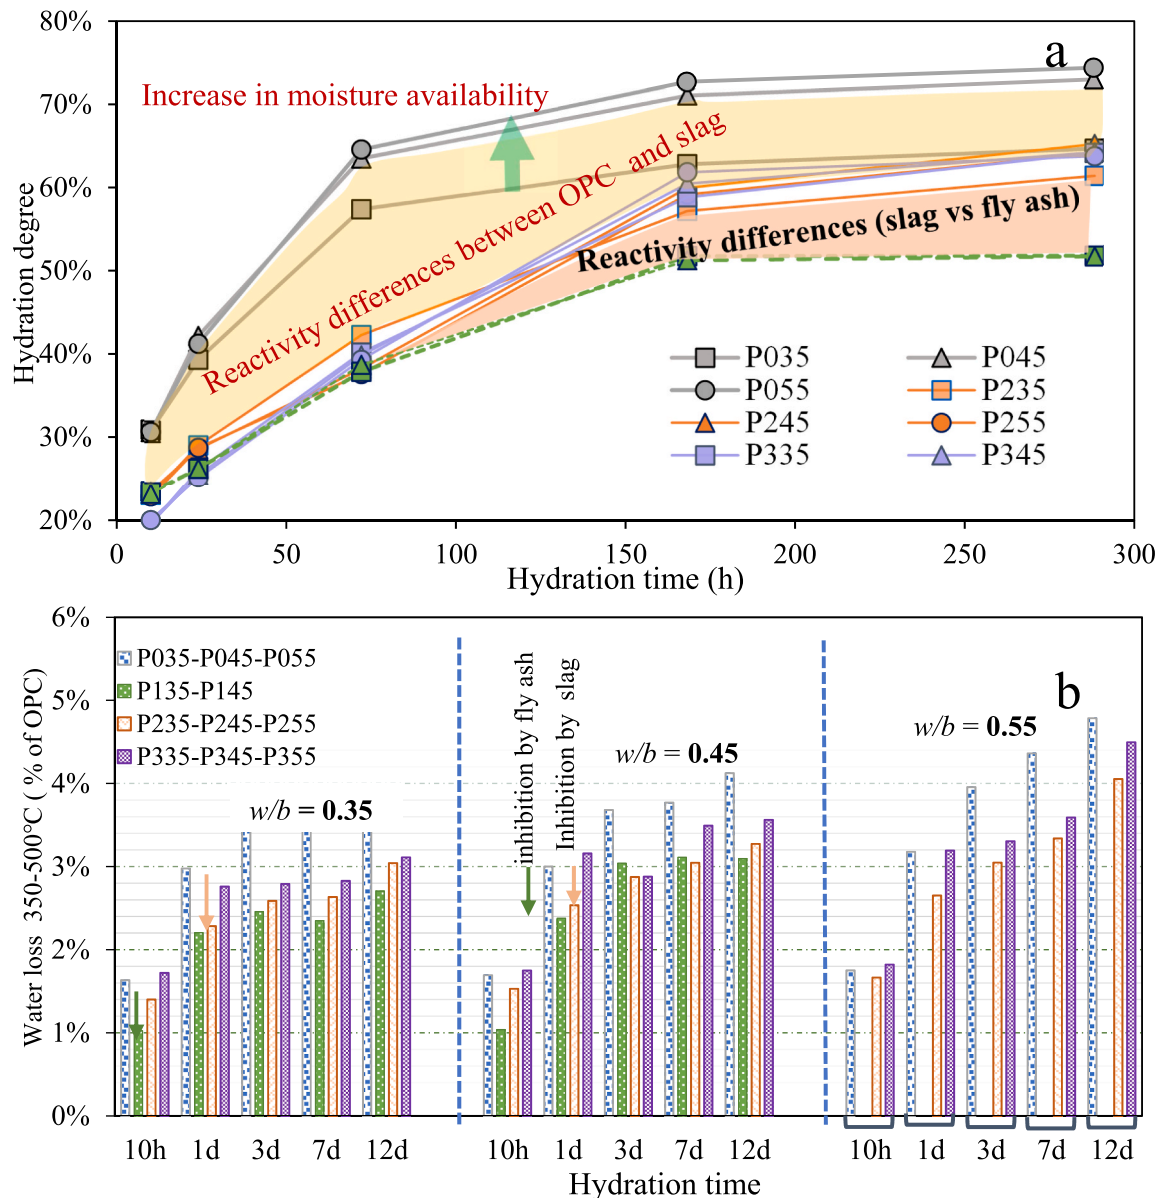 80%
a
70%
Increase in moisture availability
60%
Reactivity differences between OPC and slag
Reactivity differences (slag vs fly ash)
50%
40%
30%
20%
Hydration degree
P035
P045
P055
P235
P245
P255
P335
P345
0 50 100 150 200 250 300
Hydration time (h)
6%
5%
4%
3%
2%
1%
0%
Water loss 350-500℃ ( % of OPC)
P035-P045-P055
P135-P145
P235-P245-P255
P335-P345-P355
b
w/b = 0.35
inhibition by fly ash
Inhibition by slag
w/b = 0.45
w/b = 0.55
10h 1d 3d 7d 12d 10h 1d 3d 7d 12d 10h 1d 3d 7d 12d
Hydration time